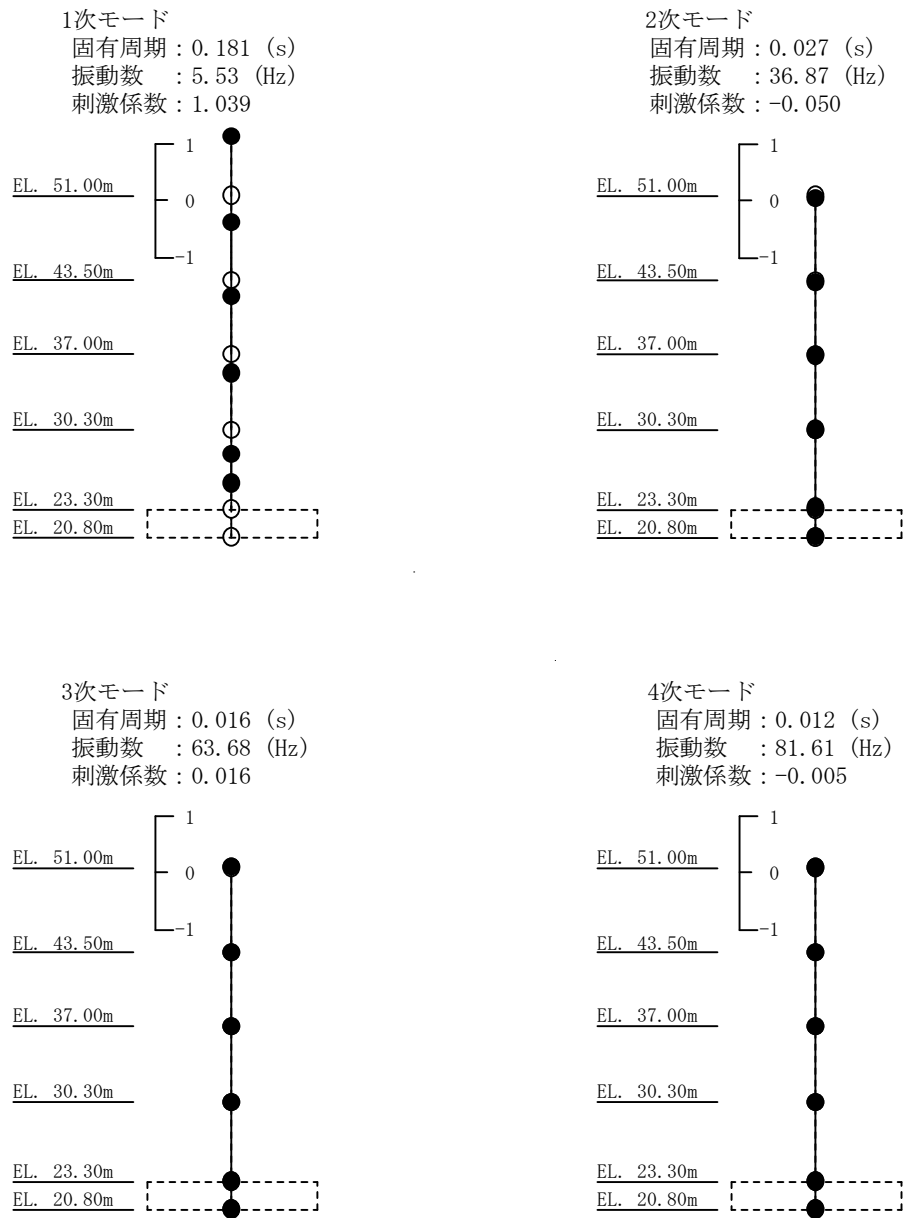 1次モード
固有周期：0.181 (s)
振動数　：5.53 (Hz)
刺激係数：1.039
1
EL. 51.00m
0
-1
EL. 43.50m
EL. 37.00m
EL. 30.30m
EL. 23.30m
EL. 20.80m
2次モード
固有周期：0.027 (s)
振動数　：36.87 (Hz)
刺激係数：-0.050
1
EL. 51.00m
0
-1
EL. 43.50m
EL. 37.00m
EL. 30.30m
EL. 23.30m
EL. 20.80m
3次モード
固有周期：0.016 (s)
振動数　：63.68 (Hz)
刺激係数：0.016
1
EL. 51.00m
0
-1
EL. 43.50m
EL. 37.00m
EL. 30.30m
EL. 23.30m
EL. 20.80m
4次モード
固有周期：0.012 (s)
振動数　：81.61 (Hz)
刺激係数：-0.005
1
EL. 51.00m
0
-1
EL. 43.50m
EL. 37.00m
EL. 30.30m
EL. 23.30m
EL. 20.80m